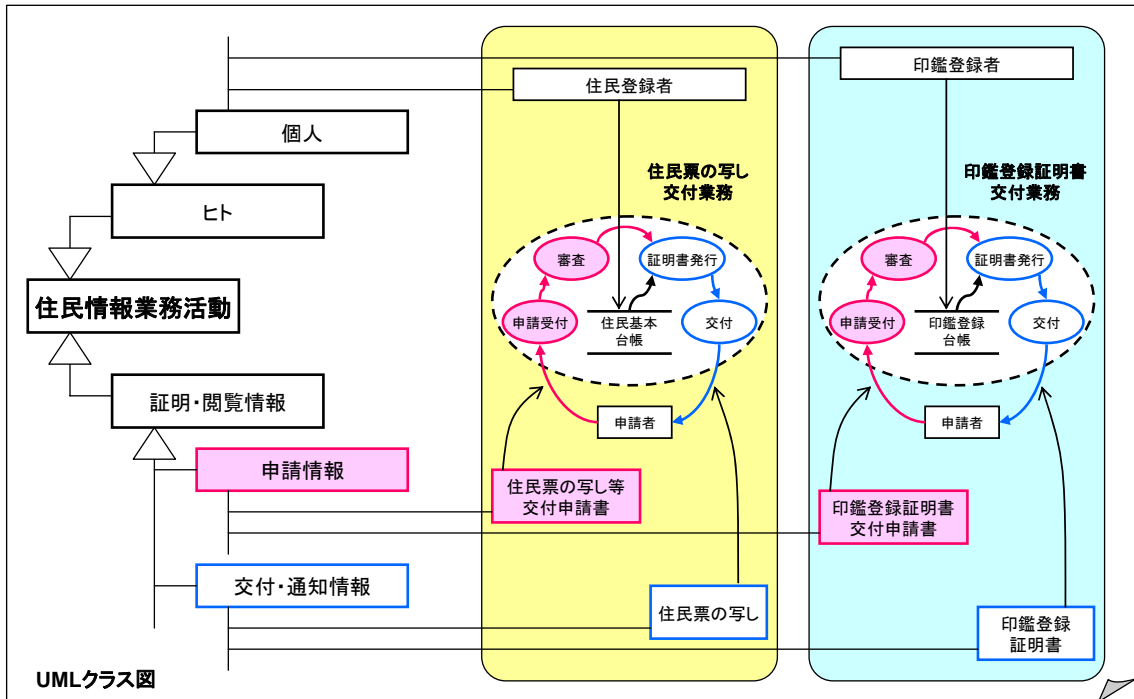 住民登録者
印鑑登録者
個人
ヒト
住民情報業務活動
証明・閲覧情報
申請情報
交付・通知情報
住民票の写し
交付業務
審査
証明書発行
申請受付
住民基本
台帳
交付
申請者
住民票の写し等
交付申請書
住民票の写し
印鑑登録証明書
交付業務
審査
証明書発行
申請受付
印鑑登録
台帳
交付
申請者
印鑑登録証明書
交付申請書
印鑑登録
証明書
UMLクラス図